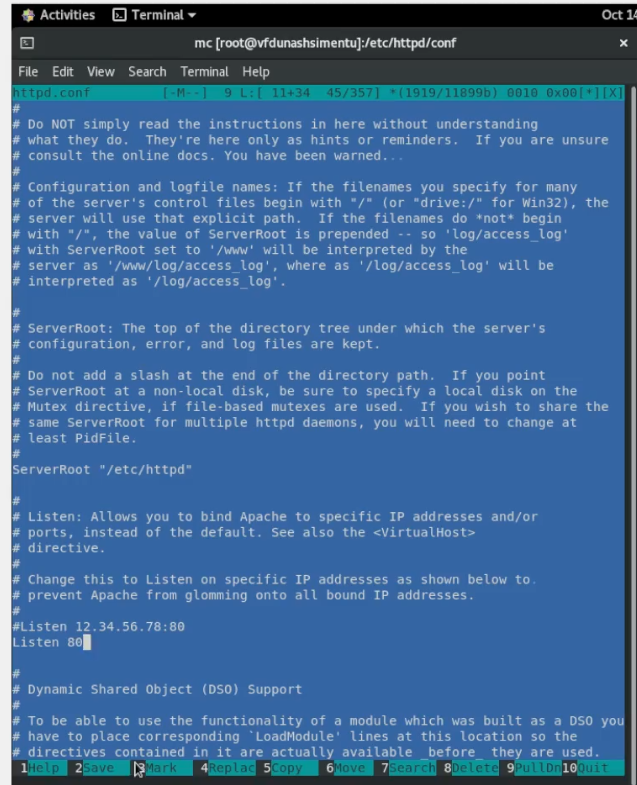 Activities Terminal Oct 14
mc [root@vfdunashsimentu]:/etc/httpd/conf ×
File Edit View Search Terminal Help
httpd.conf [-M--] 9 L:[ 11+34 45/357] *(1919/11899b) 0010 0x00[*][X]
#
# Do NOT simply read the instructions in here without understanding
# what they do.  They're here only as hints or reminders.  If you are unsure
# consult the online docs. You have been warned...
#
# Configuration and logfile names: If the filenames you specify for many
# of the server's control files begin with "/" (or "drive:/" for Win32), the
# server will use that explicit path.  If the filenames do *not* begin
# with "/", the value of ServerRoot is prepended -- so 'log/access_log'
# with ServerRoot set to '/www' will be interpreted by the
# server as '/www/log/access_log', where as '/log/access_log' will be
# interpreted as '/log/access_log'.
#
# ServerRoot: The top of the directory tree under which the server's
# configuration, error, and log files are kept.
#
# Do not add a slash at the end of the directory path.  If you point
# ServerRoot at a non-local disk, be sure to specify a local disk on the
# Mutex directive, if file-based mutexes are used.  If you wish to share the
# same ServerRoot for multiple httpd daemons, you will need to change at
# least PidFile.
#
ServerRoot "/etc/httpd"
#
# Listen: Allows you to bind Apache to specific IP addresses and/or
# ports, instead of the default. See also the <VirtualHost>
# directive.
#
# Change this to Listen on specific IP addresses as shown below to.
# prevent Apache from glomming onto all bound IP addresses.
#
#Listen 12.34.56.78:80
Listen 80
#
# Dynamic Shared Object (DSO) Support
#
# To be able to use the functionality of a module which was built as a DSO you
# have to place corresponding `LoadModule' lines at this location so the
# directives contained in it are actually available _before_ they are used.
1Help 2Save 3Mark 4Replac 5Copy 6Move 7Search 8Delete 9PullDn 10Quit